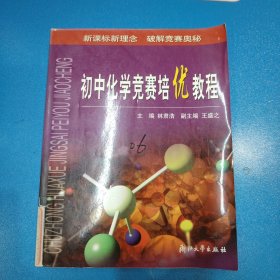 新课标新理念 破解竞赛奥秘
初中化学竞赛培优教程
主 编 林肃浩 副主编 王盛之
06
CHUZHONG HUAXUE JINGSAI PEIYOU JIAOCHENG
浙江大学出版社